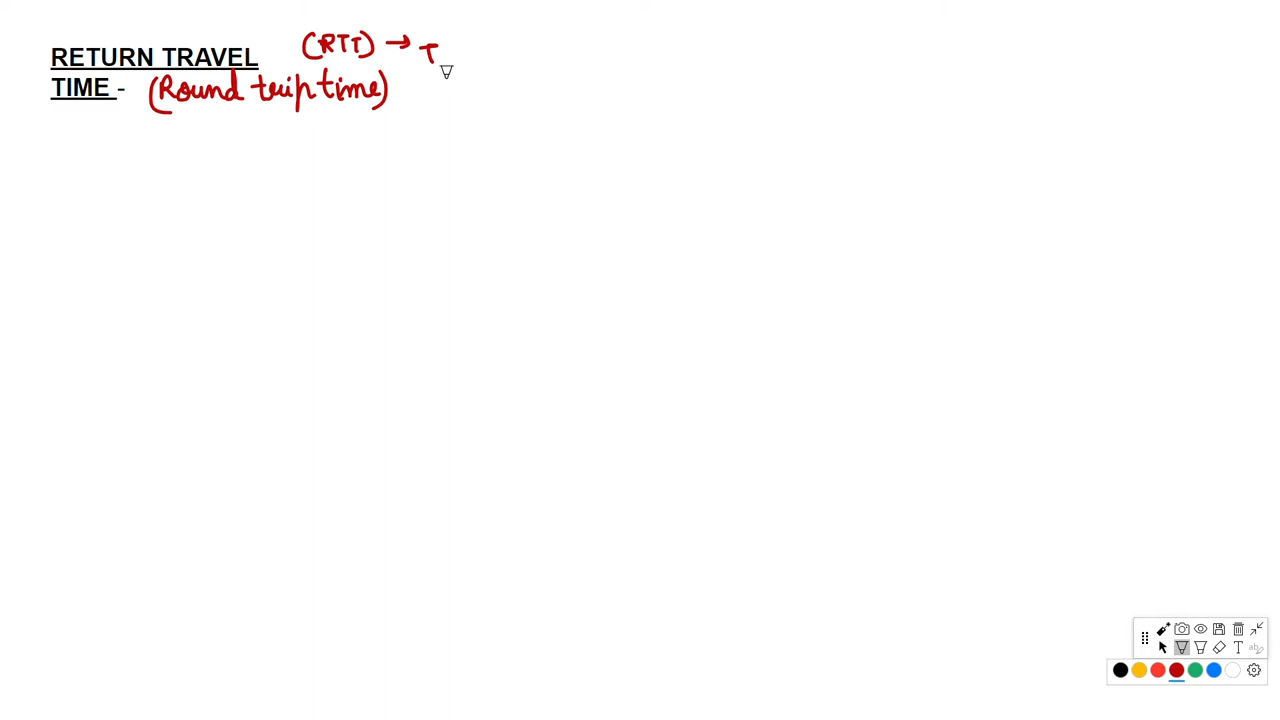 RETURN TRAVEL (RTT) → T
TIME - (Round trip time)